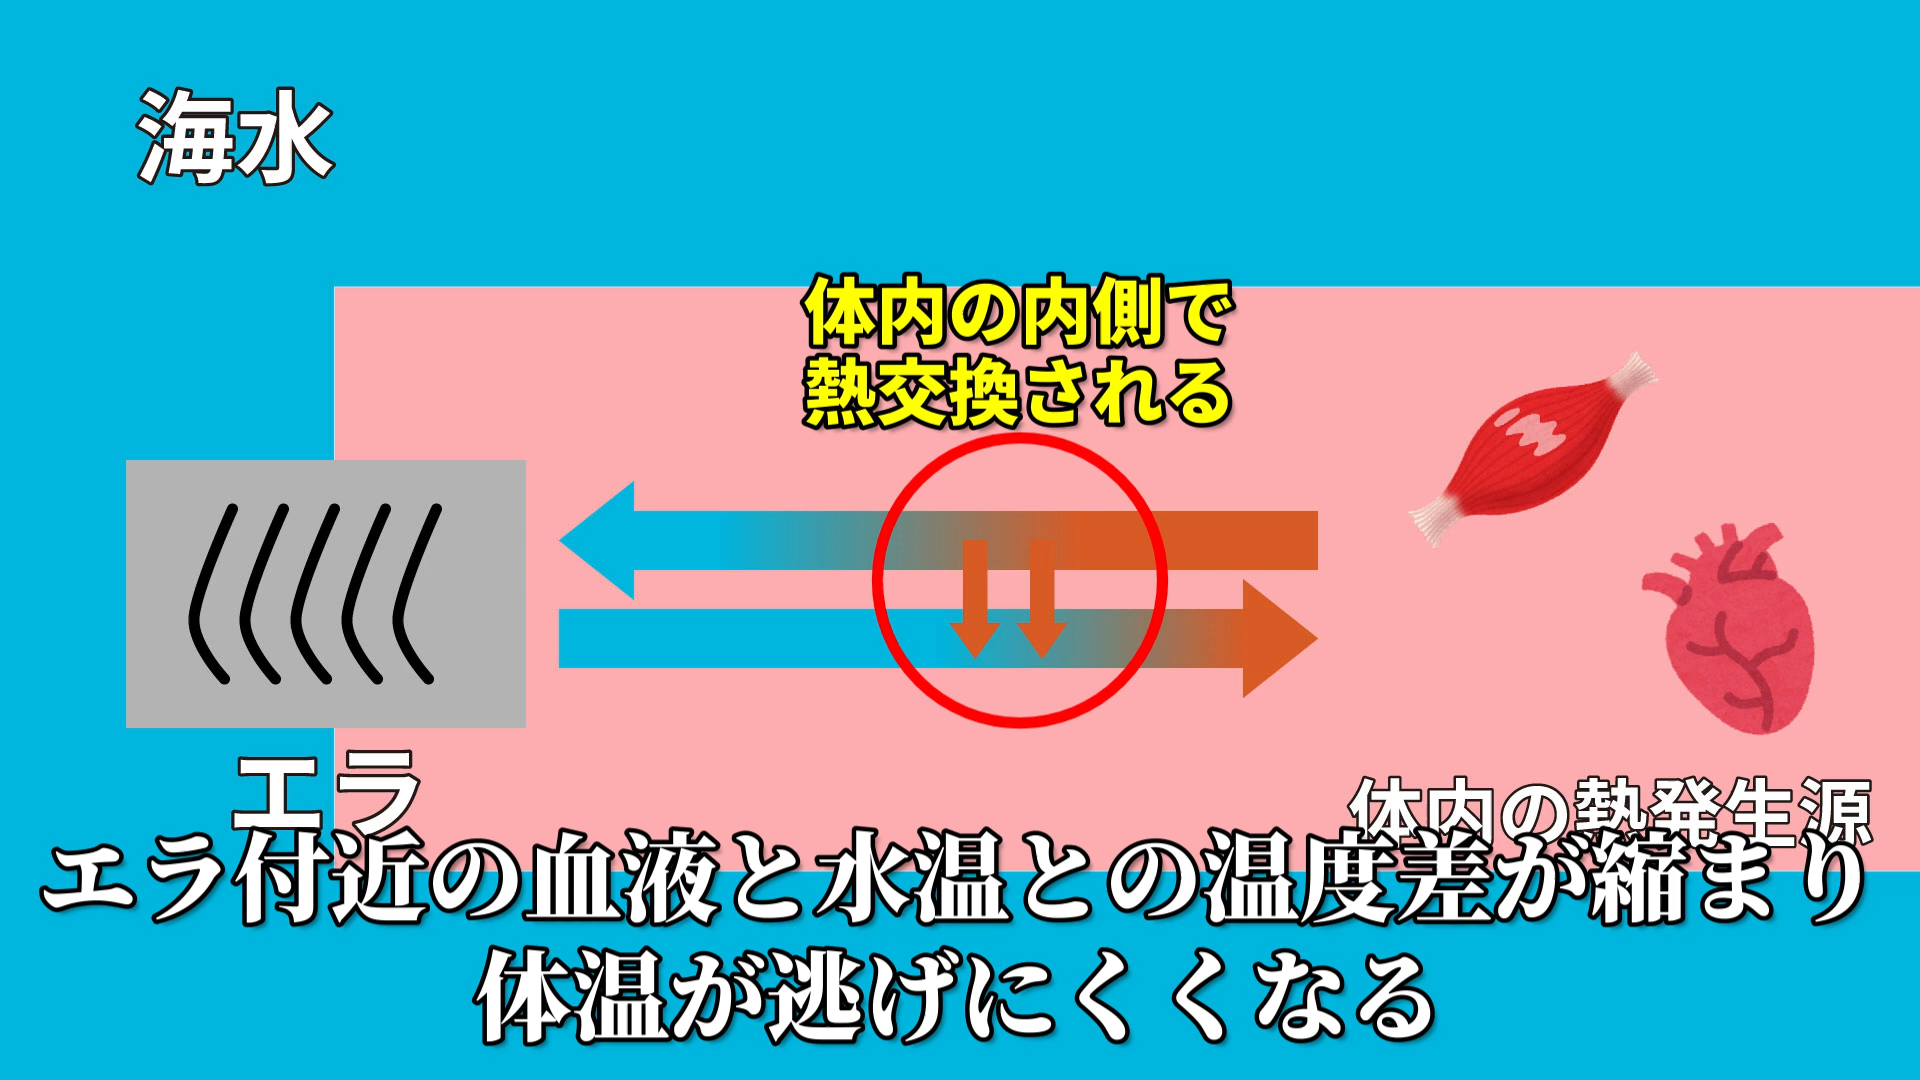 海水
体内の内側で
熱交換される
エラ
体内の熱発生源
エラ付近の血液と水温との温度差が縮まり
体温が逃げにくくなる